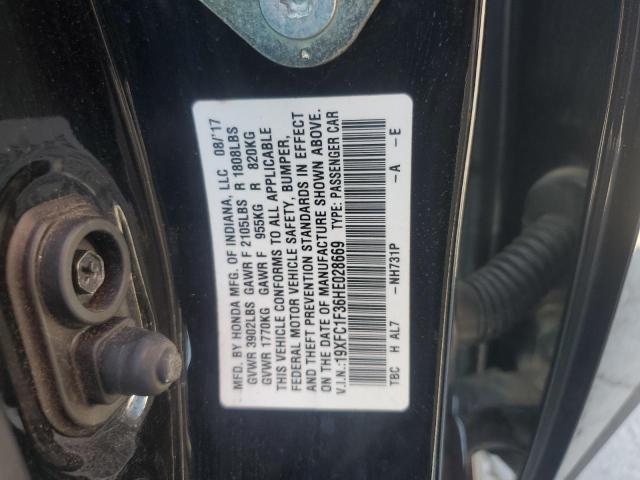 MFD. BY HONDA MFG. OF INDIANA, LLC 08/'17
GVWR 3902LBS GAWR F 2105LBS R 1808LBS
GVWR 1770KG GAWR F 955KG R 820KG
THIS VEHICLE CONFORMS TO ALL APPLICABLE
FEDERAL MOTOR VEHICLE SAFETY, BUMPER,
AND THEFT PREVENTION STANDARDS IN EFFECT
ON THE DATE OF MANUFACTURE SHOWN ABOVE.
V.I.N.:19XFC1F36HE028669 TYPE: PASSENGER CAR
TBC H AL7 -NH731P -A -E